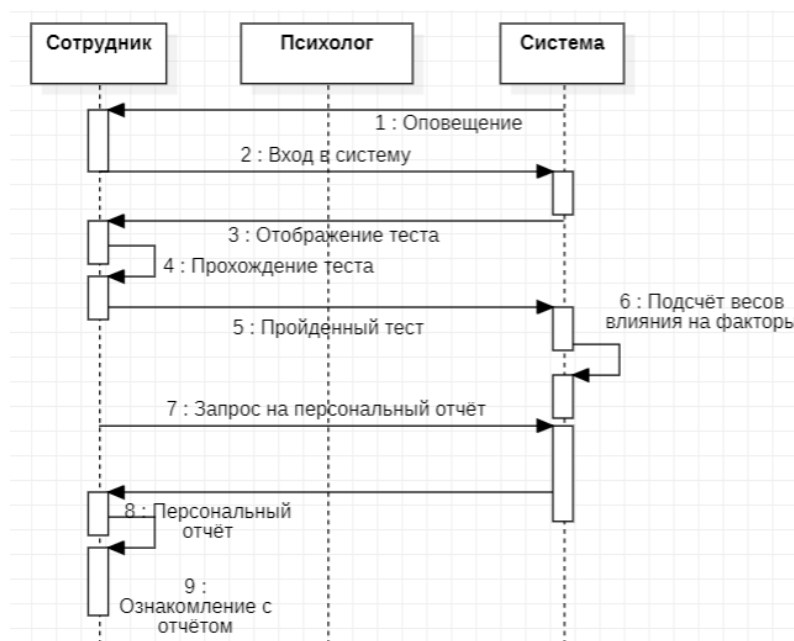 Сотрудник
Психолог
Система
1 : Оповещение
2 : Вход в систему
3 : Отображение теста
4 : Прохождение теста
5 : Пройденный тест
6 : Подсчёт весов
влияния на факторы
7 : Запрос на персональный отчёт
8 : Персональный
отчёт
9 :
Ознакомление с
отчётом